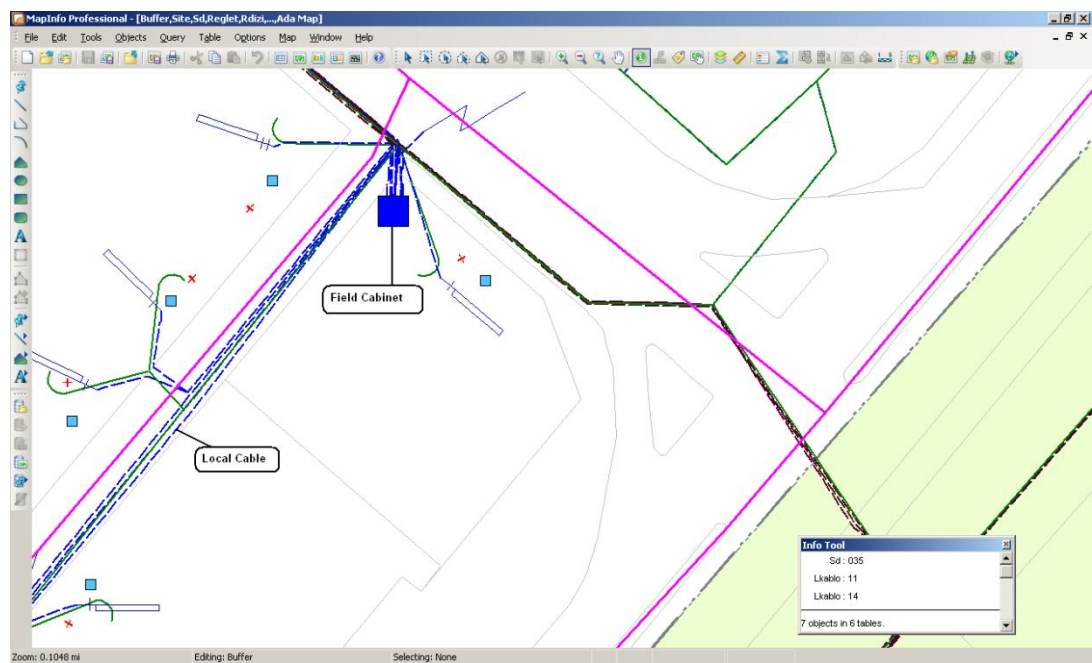 MapInfo Professional - [Buffer,Site,Sd,Reglet,Rdizi,...,Ada Map]
File Edit Tools Objects Query Table Options Map Window Help
Field Cabinet
Local Cable
Info Tool
Sd : 035
Lkablo : 11
Lkablo : 14
7 objects in 6 tables.
Zoom: 0.1048 mi Editing: Buffer Selecting: None